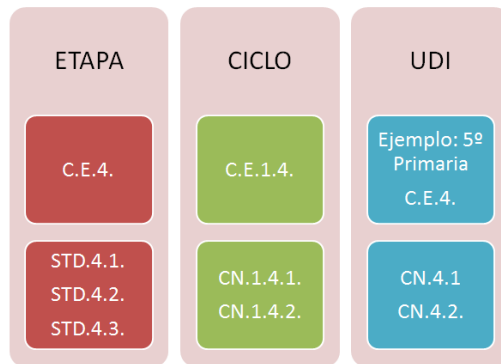 ETAPA
C.E.4.
STD.4.1.
STD.4.2.
STD.4.3.
CICLO
C.E.1.4.
CN.1.4.1.
CN.1.4.2.
UDI
Ejemplo: 5º
Primaria
C.E.4.
CN.4.1
CN.4.2.